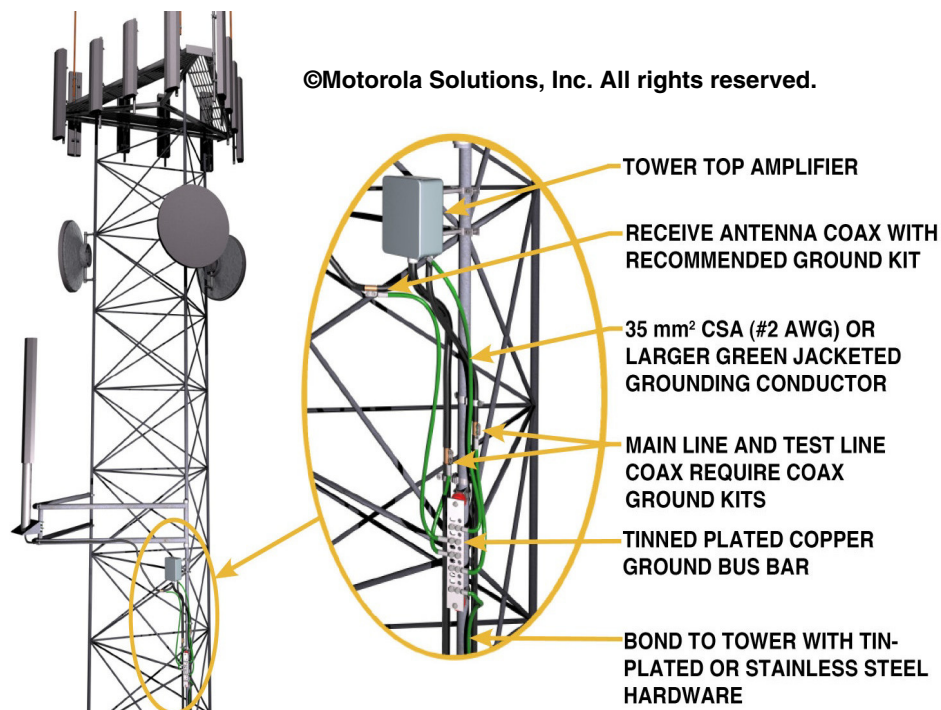 ©Motorola Solutions, Inc. All rights reserved.
TOWER TOP AMPLIFIER
RECEIVE ANTENNA COAX WITH
RECOMMENDED GROUND KIT
35 mm² CSA (#2 AWG) OR
LARGER GREEN JACKETED
GROUNDING CONDUCTOR
MAIN LINE AND TEST LINE
COAX REQUIRE COAX
GROUND KITS
TINNED PLATED COPPER
GROUND BUS BAR
BOND TO TOWER WITH TIN-
PLATED OR STAINLESS STEEL
HARDWARE